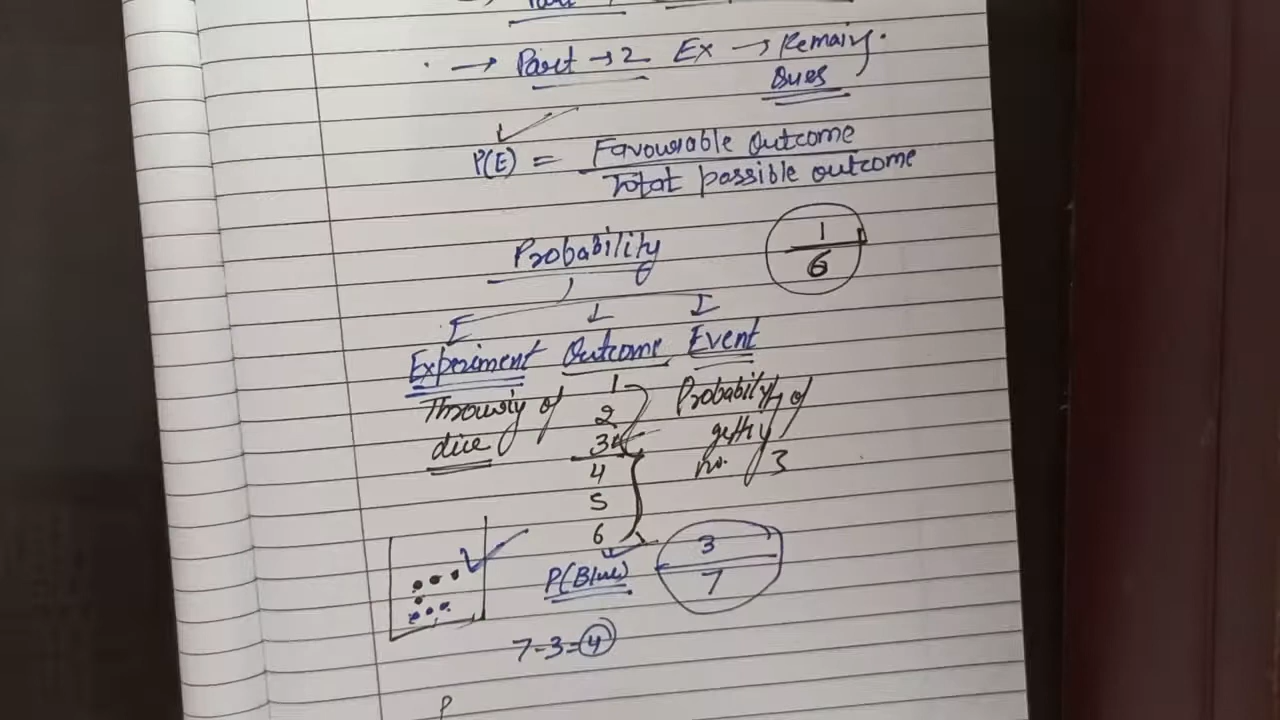 → Part → 2 Ex → Remainy.
Ques
P(E) = Favourable Outcome
Total possible outcome
Probability
1
6
Experiment Outcome Event
Throwing of dice
1
2
3
4
5
6
Probability of
getting
no. 3
P(Blue)
3
7
7-3=4
P